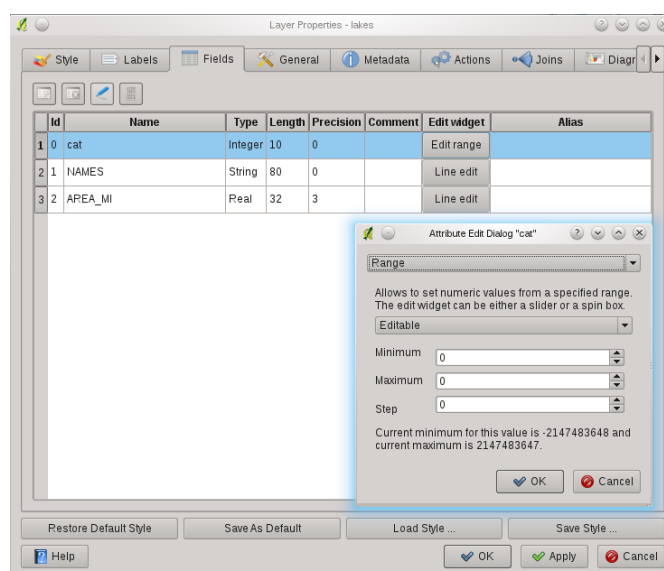 Layer Properties - lakes
Style Labels Fields General Metadata Actions Joins Diagr
Id Name Type Length Precision Comment Edit widget Alias
1 0 cat Integer 10 0 Edit range
2 1 NAMES String 80 0 Line edit
3 2 AREA_MI Real 32 3 Line edit
Attribute Edit Dialog "cat"
Range
Allows to set numeric values from a specified range.
The edit widget can be either a slider or a spin box.
Editable
Minimum 0
Maximum 0
Step 0
Current minimum for this value is -2147483648 and
current maximum is 2147483647.
OK Cancel
Restore Default Style Save As Default Load Style ... Save Style ...
Help OK Apply Cancel